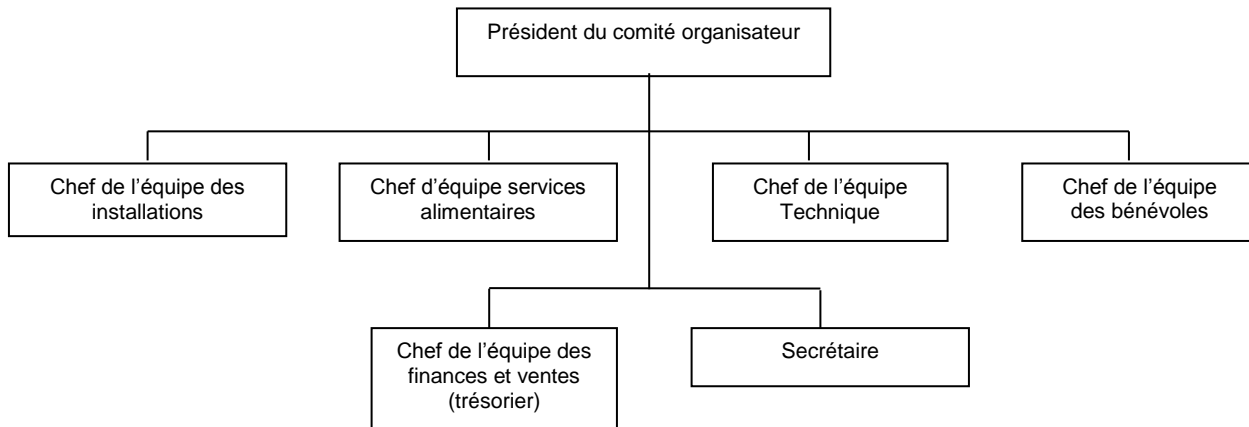 Président du comité organisateur
Chef de l’équipe des
installations
Chef d’équipe services
alimentaires
Chef de l’équipe
Technique
Chef de l’équipe
des bénévoles
Chef de l’équipe des
finances et ventes
(trésorier)
Secrétaire